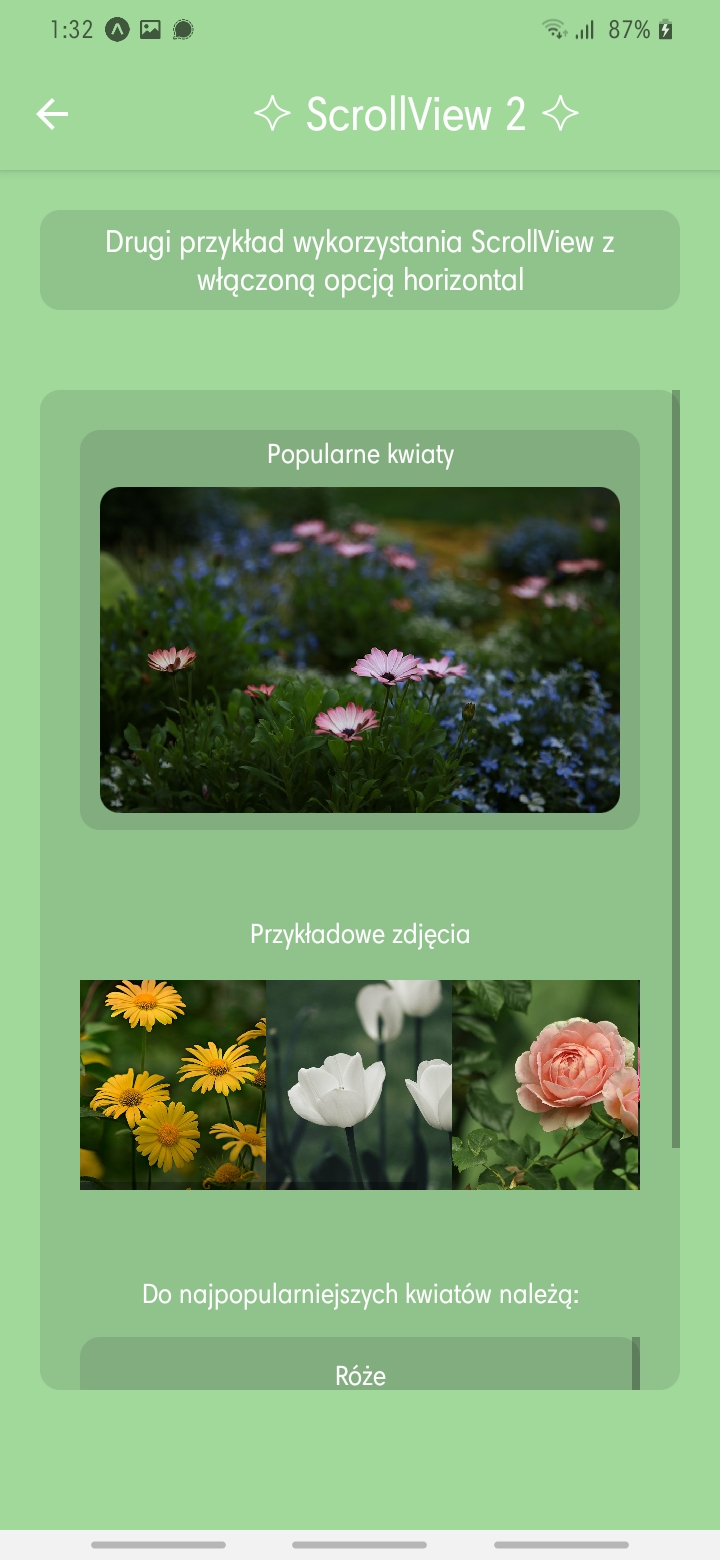 1:32
87%
✧ ScrollView 2 ✧
Drugi przykład wykorzystania ScrollView z
włączoną opcją horizontal
Popularne kwiaty
Przykładowe zdjęcia
Do najpopularniejszych kwiatów należą:
Róże